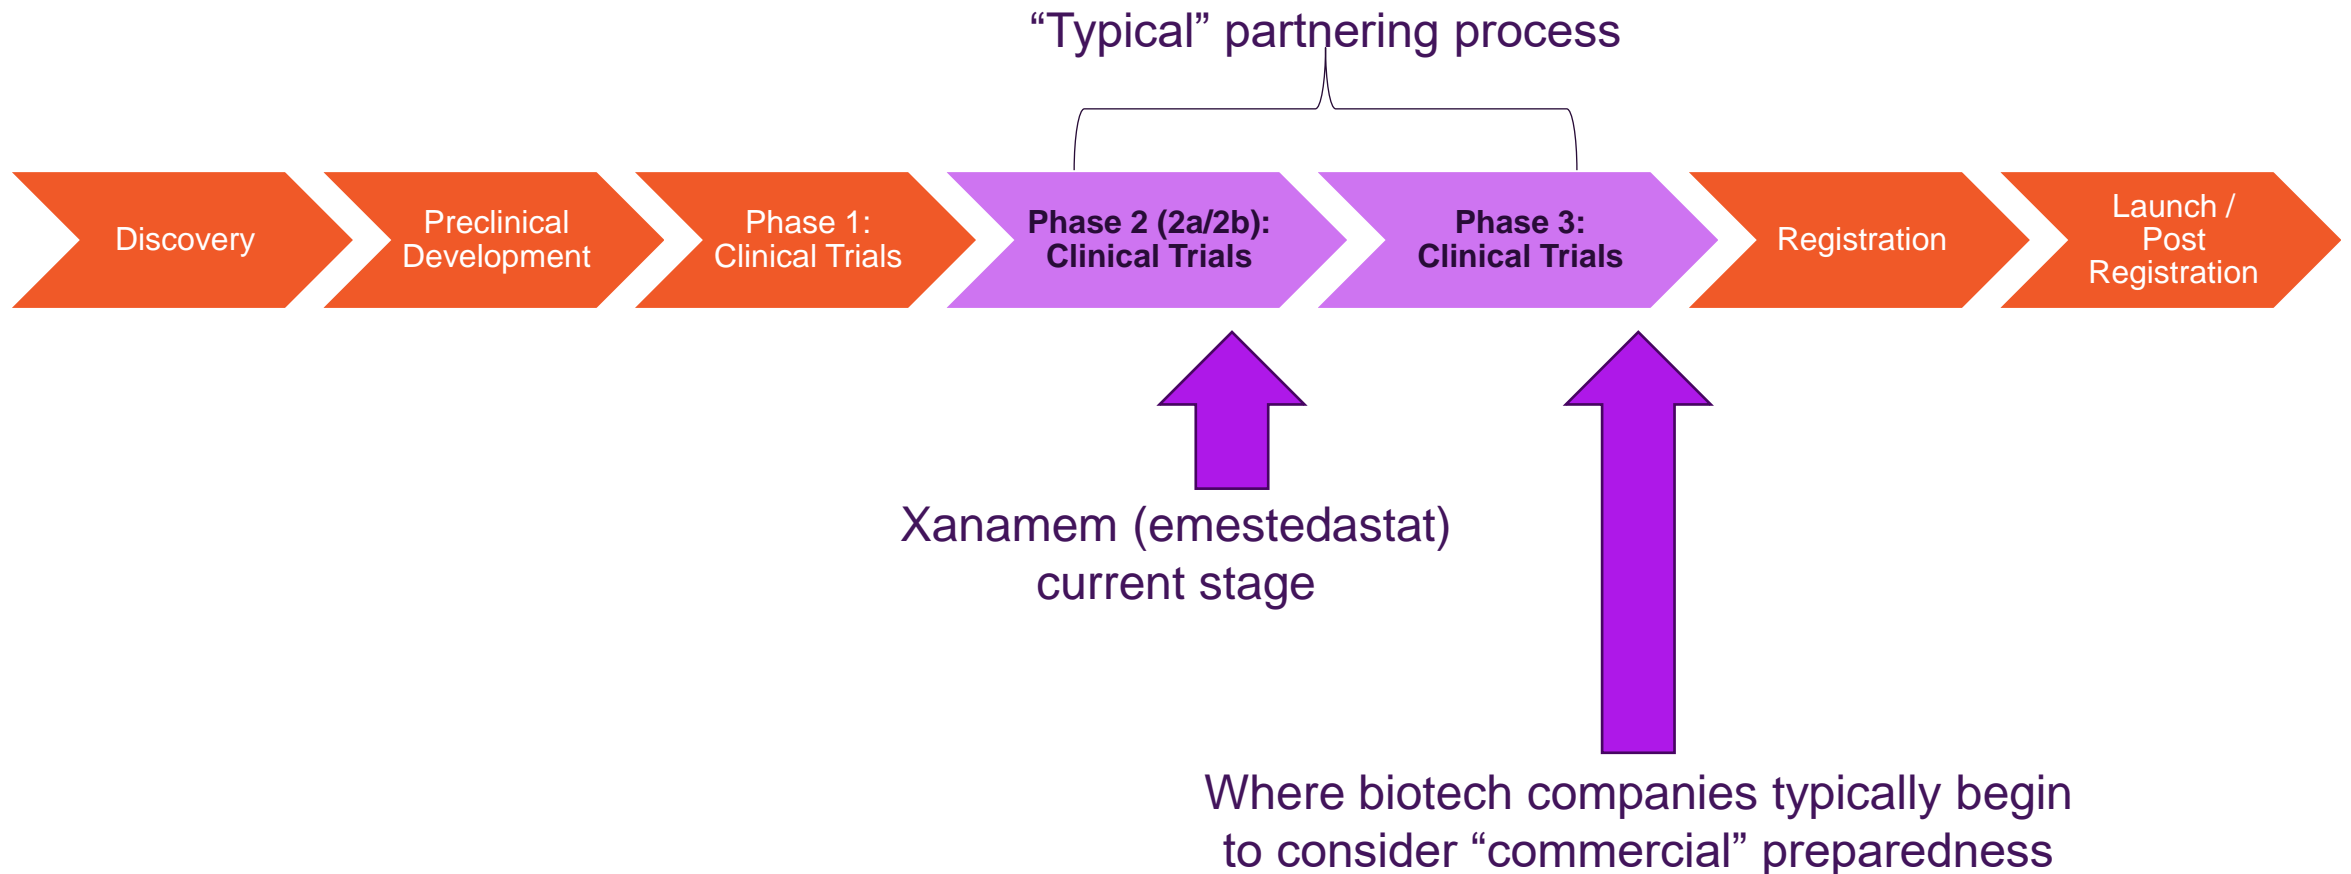 “Typical” partnering process
Discovery
Preclinical
Development
Phase 1:
Clinical Trials
Phase 2 (2a/2b):
Clinical Trials
Phase 3:
Clinical Trials
Registration
Launch /
Post
Registration
Xanamem (emestedastat)
current stage
Where biotech companies typically begin
to consider “commercial” preparedness